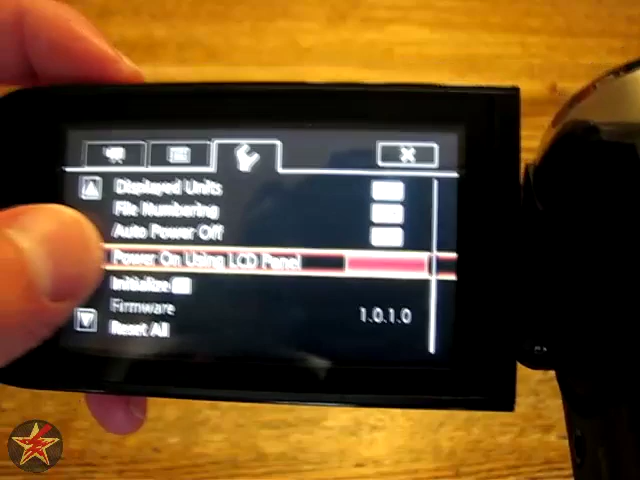 Displayed Units
File Numbering
Auto Power Off
Power On Using LCD Panel
Initialize
Firmware 1.0.1.0
Reset All